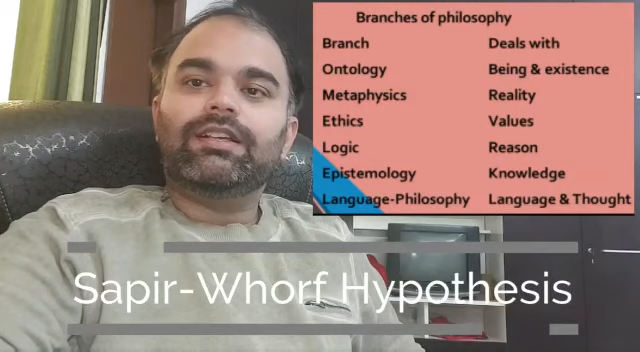 Branches of philosophy
Branch Deals with
Ontology Being & existence
Metaphysics Reality
Ethics Values
Logic Reason
Epistemology Knowledge
Language-Philosophy Language & Thought
Sapir-Whorf Hypothesis